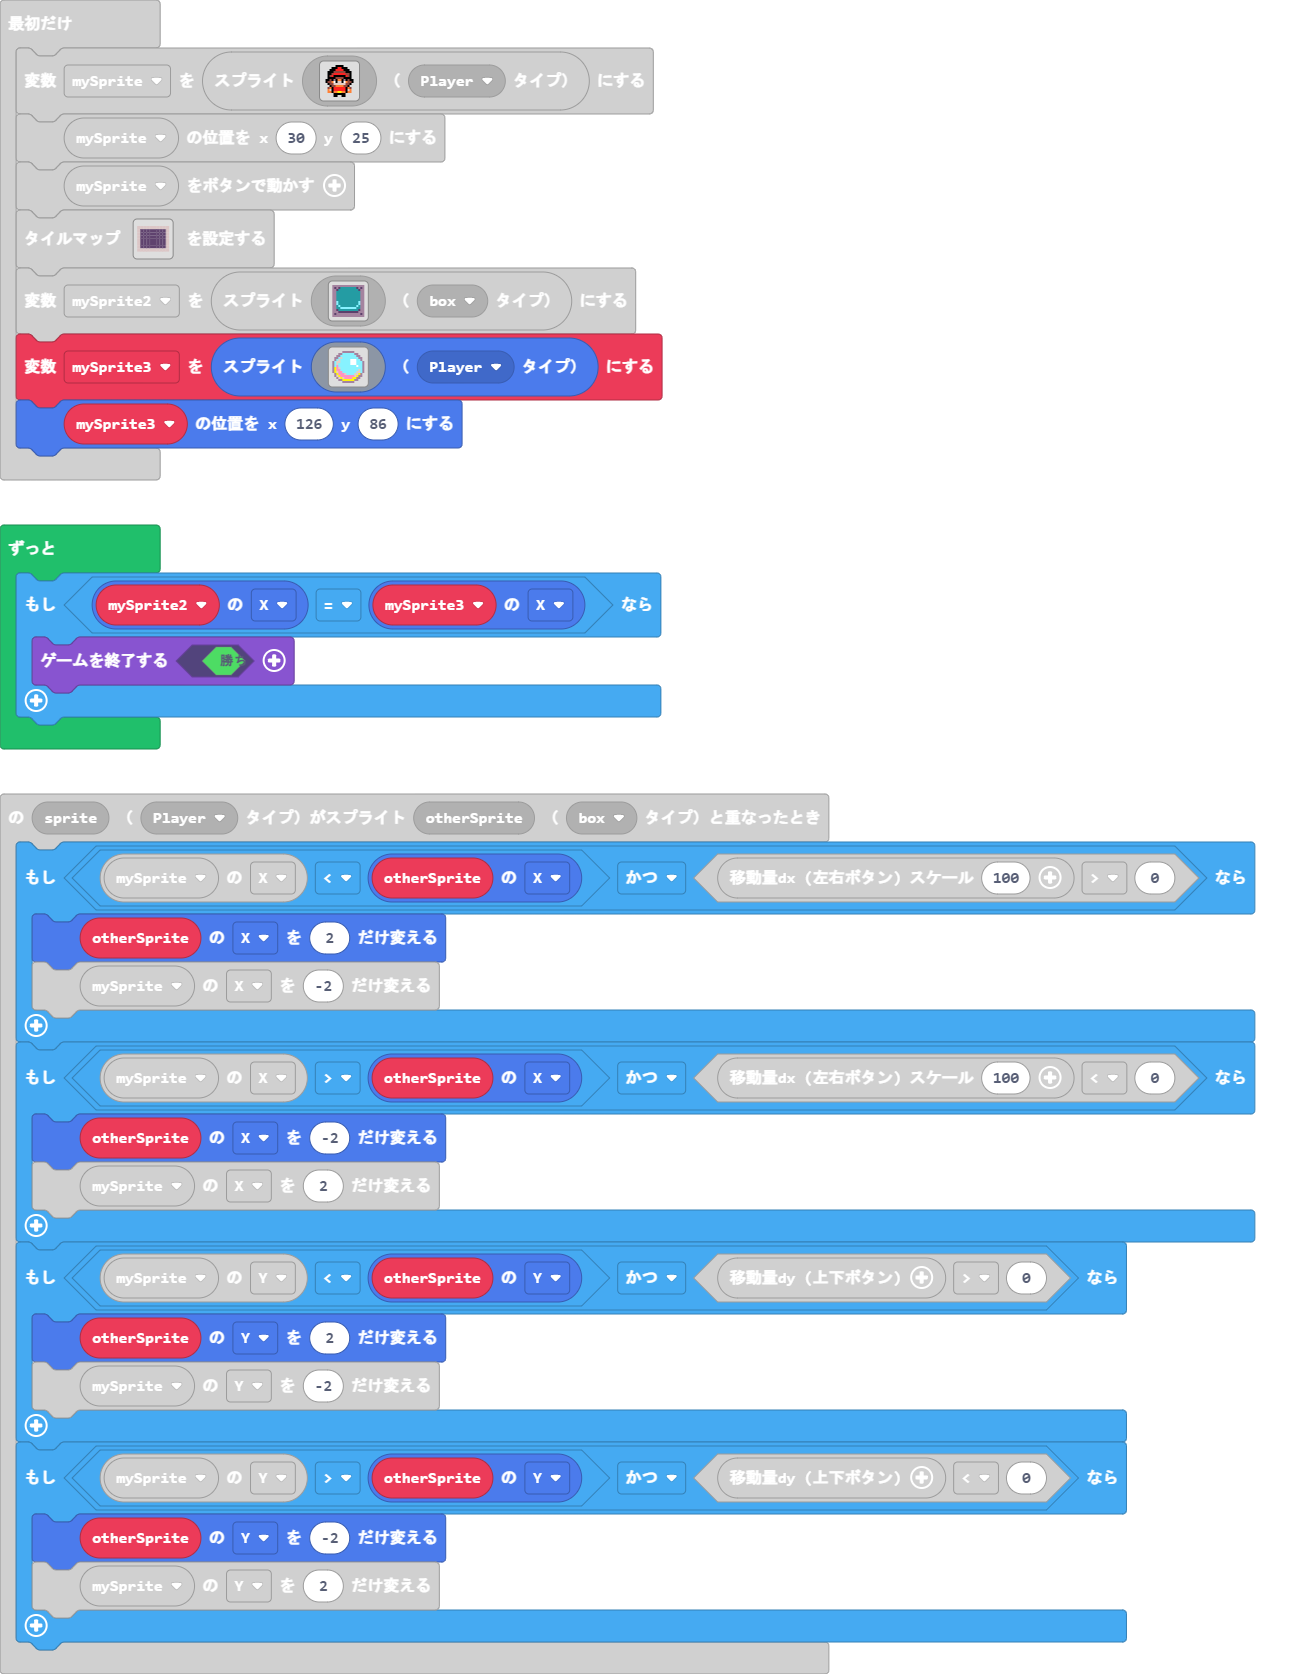 最初だけ
変数 mySprite を スプライト ( Player タイプ) にする
mySprite の位置を x 30 y 25 にする
mySprite をボタンで動かす
タイルマップ を設定する
変数 mySprite2 を スプライト ( box タイプ) にする
変数 mySprite3 を スプライト ( Player タイプ) にする
mySprite3 の位置を x 126 y 86 にする
ずっと
もし mySprite2 の X = mySprite3 の X なら
ゲームを終了する 勝ち
の sprite ( Player タイプ) がスプライト otherSprite ( box タイプ) と重なったとき
もし mySprite の X < otherSprite の X かつ 移動量dx (左右ボタン) スケール 100 > 0 なら
otherSprite の X を 2 だけ変える
mySprite の X を -2 だけ変える
もし mySprite の X > otherSprite の X かつ 移動量dx (左右ボタン) スケール 100 < 0 なら
otherSprite の X を -2 だけ変える
mySprite の X を 2 だけ変える
もし mySprite の Y < otherSprite の Y かつ 移動量dy (上下ボタン) > 0 なら
otherSprite の Y を 2 だけ変える
mySprite の Y を -2 だけ変える
もし mySprite の Y > otherSprite の Y かつ 移動量dy (上下ボタン) < 0 なら
otherSprite の Y を -2 だけ変える
mySprite の Y を 2 だけ変える